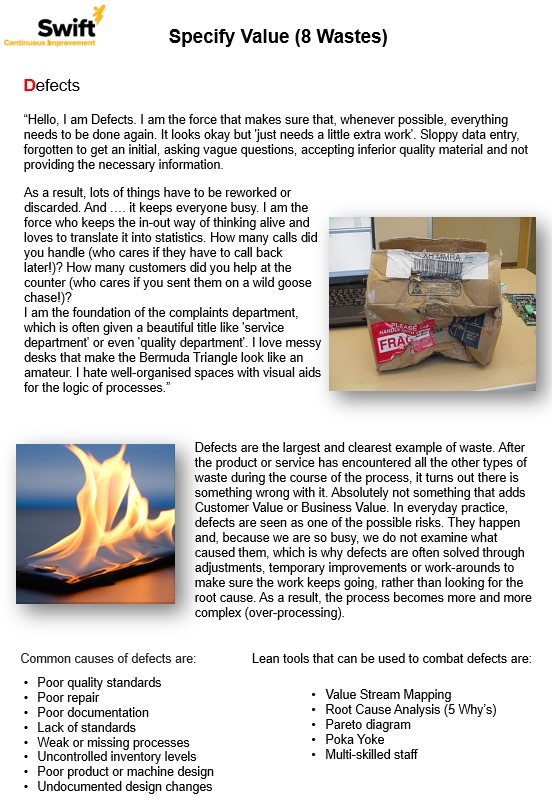 Swift
Continuous Improvement
Specify Value (8 Wastes)
Defects
“Hello, I am Defects. I am the force that makes sure that, whenever possible, everything
needs to be done again. It looks okay but 'just needs a little extra work'. Sloppy data entry,
forgotten to get an initial, asking vague questions, accepting inferior quality material and not
providing the necessary information.
As a result, lots of things have to be reworked or
discarded. And …. it keeps everyone busy. I am the
force who keeps the in-out way of thinking alive and
loves to translate it into statistics. How many calls did
you handle (who cares if they have to call back
later!)? How many customers did you help at the
counter (who cares if you sent them on a wild goose
chase!)?
I am the foundation of the complaints department,
which is often given a beautiful title like 'service
department' or even 'quality department'. I love messy
desks that make the Bermuda Triangle look like an
amateur. I hate well-organised spaces with visual aids
for the logic of processes.”
XH3MMRA
PLEASE
HANDLE WITH CARE
FRAG
Defects are the largest and clearest example of waste. After
the product or service has encountered all the other types of
waste during the course of the process, it turns out there is
something wrong with it. Absolutely not something that adds
Customer Value or Business Value. In everyday practice,
defects are seen as one of the possible risks. They happen
and, because we are so busy, we do not examine what
caused them, which is why defects are often solved through
adjustments, temporary improvements or work-arounds to
make sure the work keeps going, rather than looking for the
root cause. As a result, the process becomes more and more
complex (over-processing).
Common causes of defects are:
• Poor quality standards
• Poor repair
• Poor documentation
• Lack of standards
• Weak or missing processes
• Uncontrolled inventory levels
• Poor product or machine design
• Undocumented design changes
Lean tools that can be used to combat defects are:
• Value Stream Mapping
• Root Cause Analysis (5 Why’s)
• Pareto diagram
• Poka Yoke
• Multi-skilled staff